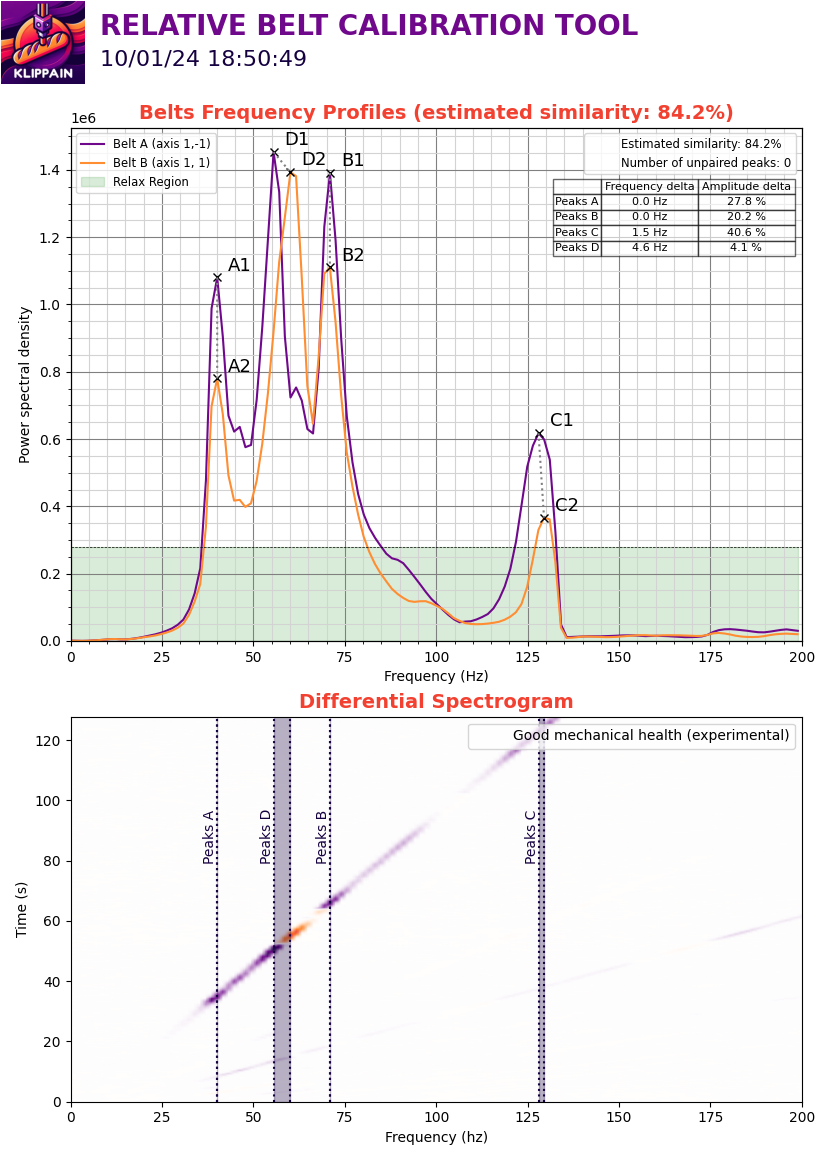 RELATIVE BELT CALIBRATION TOOL
10/01/24 18:50:49
KLIPPAIN
Belts Frequency Profiles (estimated similarity: 84.2%)
1e6
Belt A (axis 1,-1)
Belt B (axis 1, 1)
Relax Region
Estimated similarity: 84.2%
Number of unpaired peaks: 0
Frequency delta Amplitude delta
Peaks A 0.0 Hz 27.8 %
Peaks B 0.0 Hz 20.2 %
Peaks C 1.5 Hz 40.6 %
Peaks D 4.6 Hz 4.1 %
D1
D2
B1
B2
A1
A2
C1
C2
1.4
1.2
1.0
0.8
0.6
0.4
0.2
0.0
Power spectral density
0 25 50 75 100 125 150 175 200
Frequency (Hz)
Differential Spectrogram
Good mechanical health (experimental)
Peaks A
Peaks D
Peaks B
Peaks C
120
100
80
60
40
20
0
Time (s)
0 25 50 75 100 125 150 175 200
Frequency (hz)